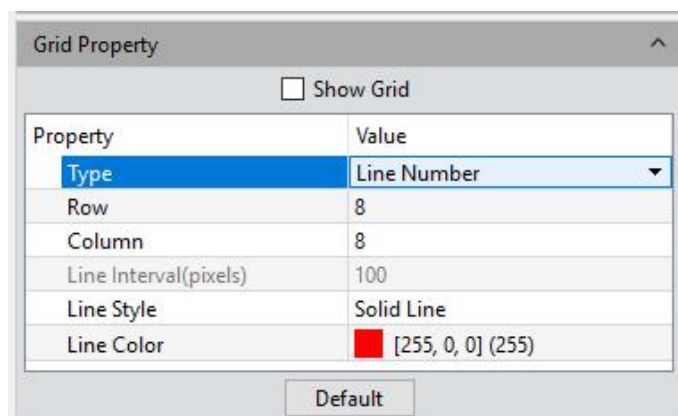 Grid Property
Show Grid
Property Value
Type Line Number
Row 8
Column 8
Line Interval(pixels) 100
Line Style Solid Line
Line Color [255, 0, 0] (255)
Default